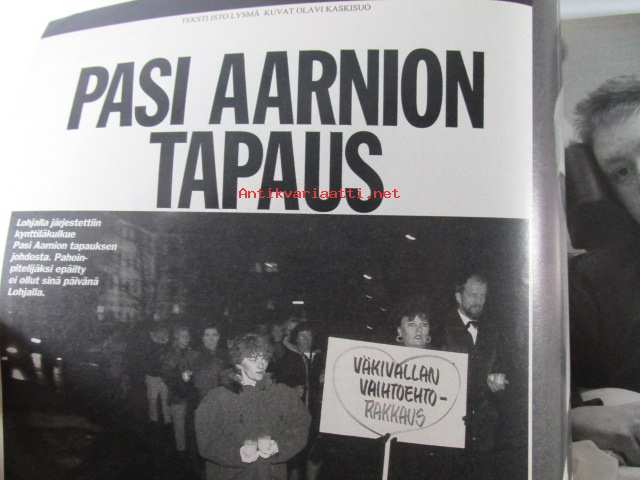 TEKSTI ISTO LYSMÄ KUVAT OLAVI KASKISUO
PASI AARNION
TAPAUS
Antikvariaatti.net
Lohjalla järjestettiin
kynttiläkulkue
Pasi Aarnion tapauksen
johdosta. Pahoin-
pitelijäksi epäilty
ei ollut sinä päivänä
Lohjalla.
VÄKIVALLAN
VAIHTOEHTO-
RAKKAUS